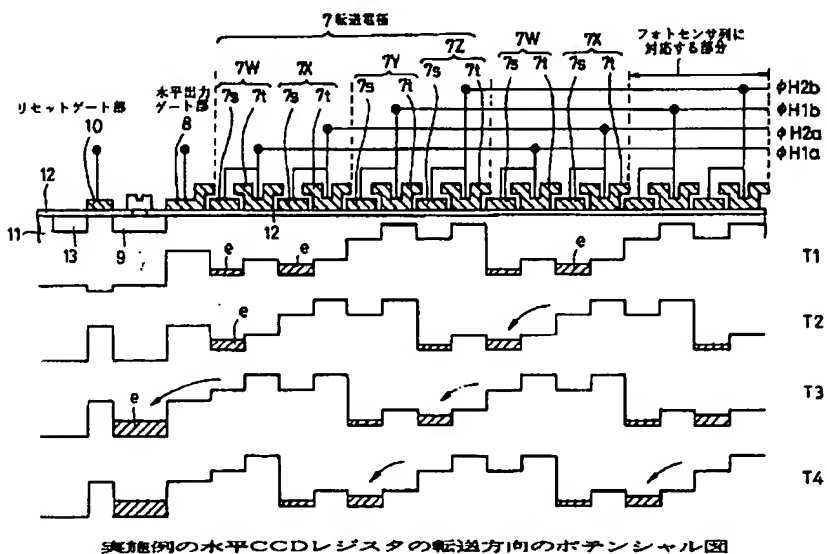 7 転送電極
フォトセンサ列に
対応する部分
7W 7X 7Y 7Z 7W 7X
7s 7t 7s 7t 7s 7t 7s 7t 7s 7t 7s 7t
リセットゲート部
10
水平出力
ゲート部
8
φH2b
φH1b
φH2a
φH1a
12
11 13 9 12
e e e T1
e T2
e T3
T4
実施例の水平CCDレジスタの転送方向のポテンシャル図